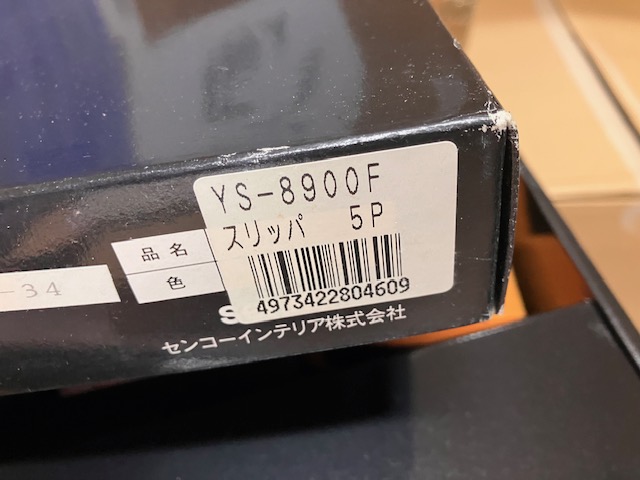 YS-8900F
スリッパ 5P
品名
色
-34
4973422804609
S
センコーインテリア株式会社